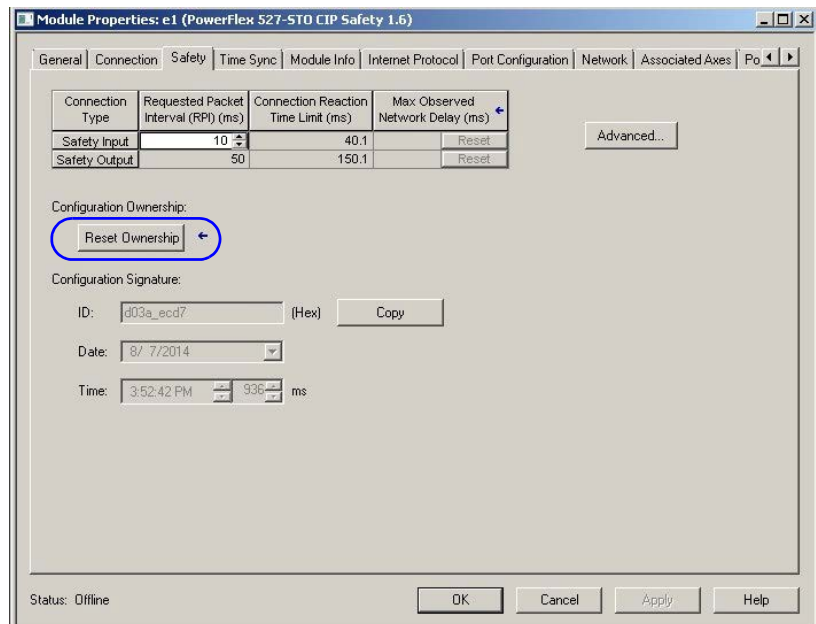 Module Properties: e1 (PowerFlex 527-STO CIP Safety 1.6)
General Connection Safety Time Sync Module Info Internet Protocol Port Configuration Network Associated Axes Po
Connection Type Requested Packet Interval (RPI) (ms) Connection Reaction Time Limit (ms) Max Observed Network Delay (ms)
Safety Input 10 40.1 Reset
Safety Output 50 150.1 Reset
Advanced...
Configuration Ownership:
Reset Ownership
Configuration Signature:
ID: d03a_ecd7 (Hex) Copy
Date: 8/ 7/2014
Time: 3:52:42 PM 936 ms
Status: Offline
OK Cancel Apply Help